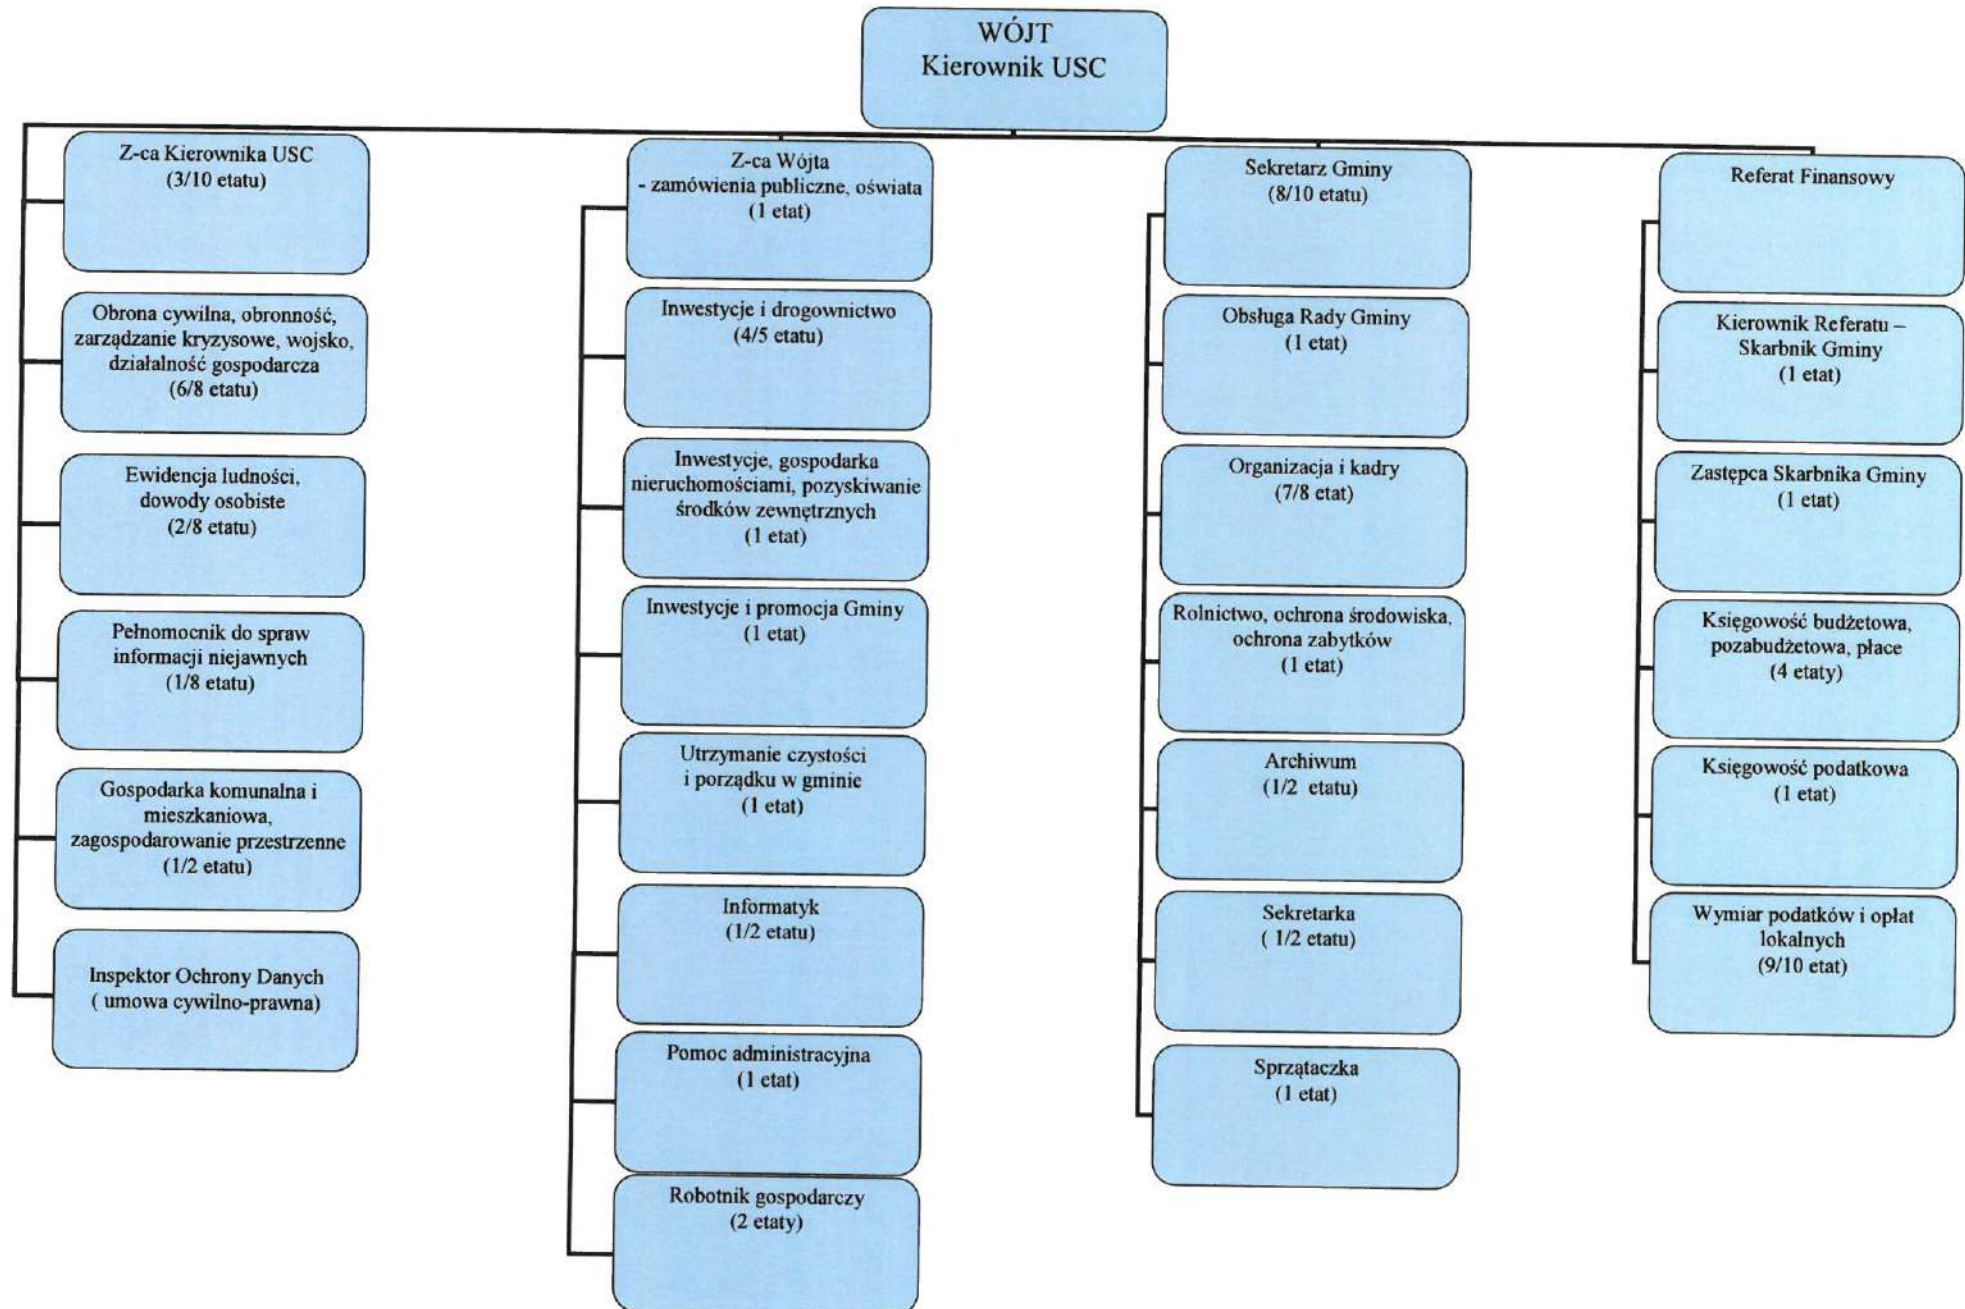 WÓJT
Kierownik USC
Z-ca Kierownika USC
(3/10 etatu)
Obrona cywilna, obronność,
zarządzanie kryzysowe, wojsko,
działalność gospodarcza
(6/8 etatu)
Ewidencja ludności,
dowody osobiste
(2/8 etatu)
Pełnomocnik do spraw
informacji niejawnych
(1/8 etatu)
Gospodarka komunalna i
mieszkaniowa,
zagospodarowanie przestrzenne
(1/2 etatu)
Inspektor Ochrony Danych
( umowa cywilno-prawna)
Z-ca Wójta
- zamówienia publiczne, oświata
(1 etat)
Inwestycje i drogownictwo
(4/5 etatu)
Inwestycje, gospodarka
nieruchomościami, pozyskiwanie
środków zewnętrznych
(1 etat)
Inwestycje i promocja Gminy
(1 etat)
Utrzymanie czystości
i porządku w gminie
(1 etat)
Informatyk
(1/2 etatu)
Pomoc administracyjna
(1 etat)
Robotnik gospodarczy
(2 etaty)
Sekretarz Gminy
(8/10 etatu)
Obsługa Rady Gminy
(1 etat)
Organizacja i kadry
(7/8 etat)
Rolnictwo, ochrona środowiska,
ochrona zabytków
(1 etat)
Archiwum
(1/2 etatu)
Sekretarka
( 1/2 etatu)
Sprzątaczka
(1 etat)
Referat Finansowy
Kierownik Referatu –
Skarbnik Gminy
(1 etat)
Zastępca Skarbnika Gminy
(1 etat)
Księgowość budżetowa,
pozabudżetowa, płace
(4 etaty)
Księgowość podatkowa
(1 etat)
Wymiar podatków i opłat
lokalnych
(9/10 etat)